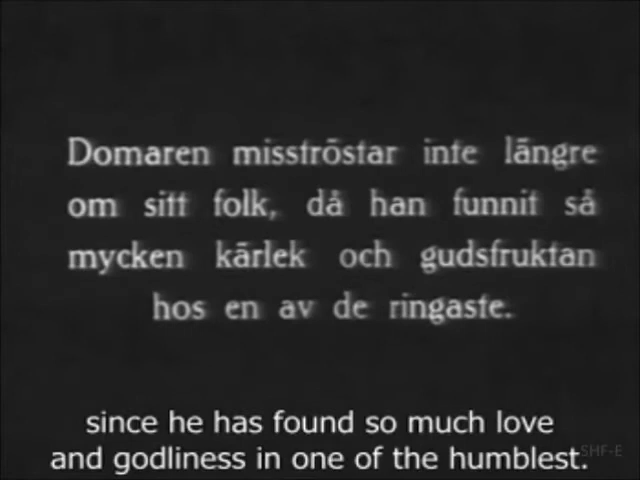 Domaren misströstar inte längre
om sitt folk, då han funnit så
mycken kärlek och gudsfruktan
hos en av de ringaste.
since he has found so much love
and godliness in one of the humblest.
SHF-E